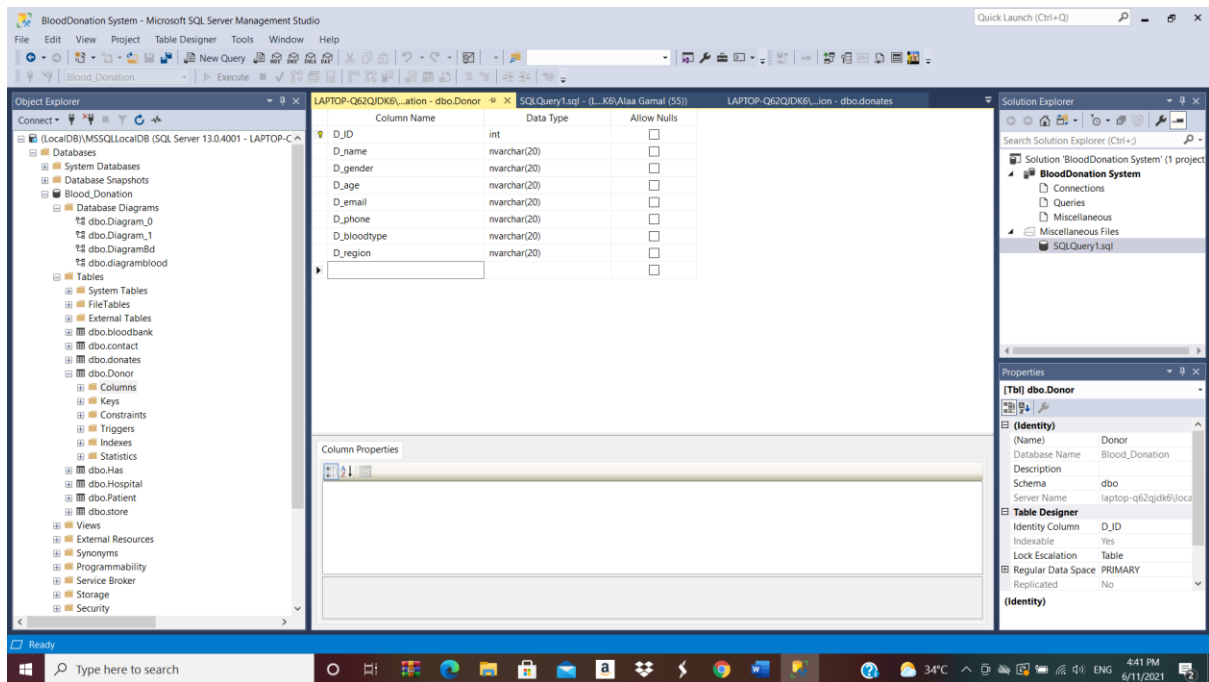 BloodDonation System - Microsoft SQL Server Management Studio
Quick Launch (Ctrl+Q)
File Edit View Project Table Designer Tools Window Help
New Query
Blood_Donation
Execute
Object Explorer
Connect
(LocalDB)\MSSQLLocalDB (SQL Server 13.0.4001 - LAPTOP-C
Databases
System Databases
Database Snapshots
Blood_Donation
Database Diagrams
dbo.Diagram_0
dbo.Diagram_1
dbo.DiagramBd
dbo.diagramblood
Tables
System Tables
FileTables
External Tables
dbo.bloodbank
dbo.contact
dbo.donates
dbo.Donor
Columns
Keys
Constraints
Triggers
Indexes
Statistics
dbo.Has
dbo.Hospital
dbo.Patient
dbo.store
Views
External Resources
Synonyms
Programmability
Service Broker
Storage
Security
LAPTOP-Q62QJDK6\...ation - dbo.Donor
SQLQuery1.sql - (L...K6\Alaa Gamal (55))
LAPTOP-Q62QJDK6\...ion - dbo.donates
Column Name Data Type Allow Nulls
D_ID int
D_name nvarchar(20)
D_gender nvarchar(20)
D_age nvarchar(20)
D_email nvarchar(20)
D_phone nvarchar(20)
D_bloodtype nvarchar(20)
D_region nvarchar(20)
Column Properties
Solution Explorer
Search Solution Explorer (Ctrl+;)
Solution 'BloodDonation System' (1 project
BloodDonation System
Connections
Queries
Miscellaneous
Miscellaneous Files
SQLQuery1.sql
Properties
[Tbl] dbo.Donor
(Identity)
(Name) Donor
Database Name Blood_Donation
Description
Schema dbo
Server Name laptop-q62qjdk6\loca
Table Designer
Identity Column D_ID
Indexable Yes
Lock Escalation Table
Regular Data Space PRIMARY
Replicated No
(Identity)
Ready
Type here to search
34°C
ENG
4:41 PM
6/11/2021